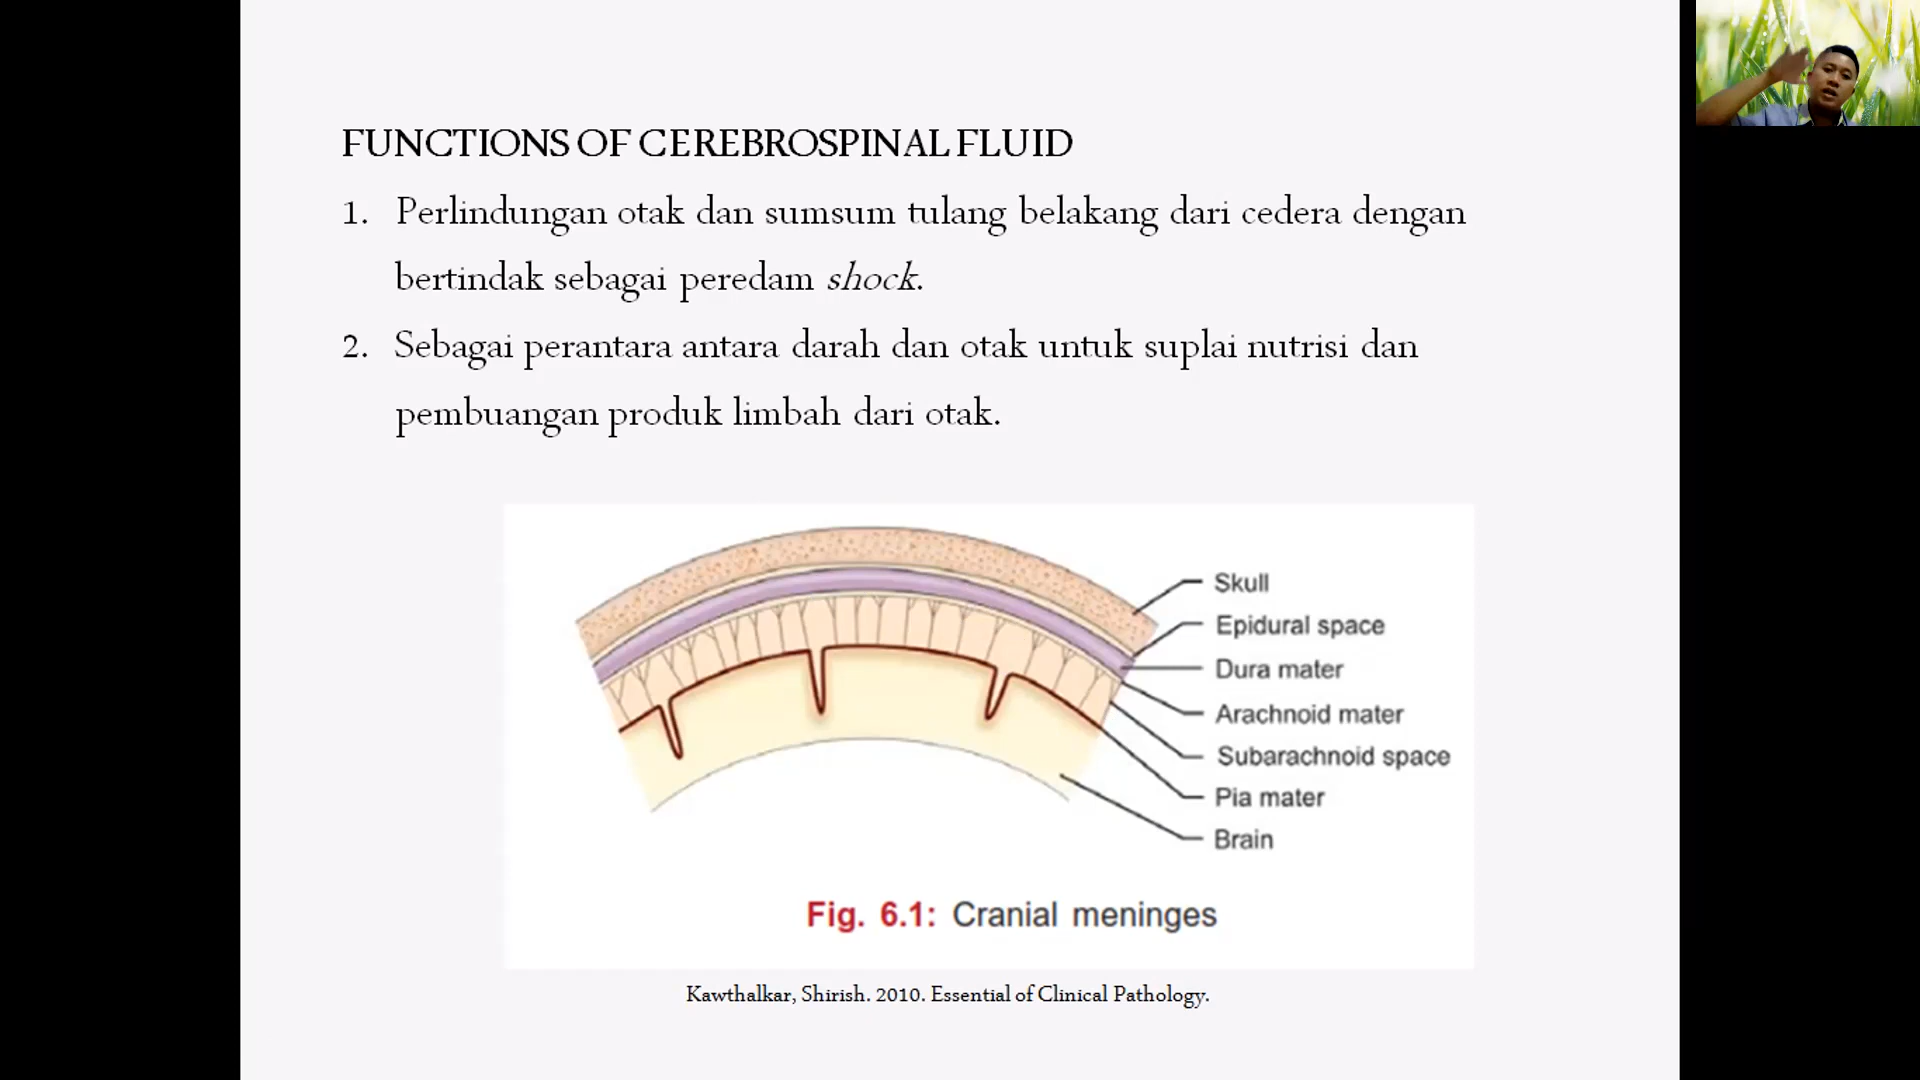 FUNCTIONS OF CEREBROSPINAL FLUID
1. Perlindungan otak dan sumsum tulang belakang dari cedera dengan
bertindak sebagai peredam shock.
2. Sebagai perantara antara darah dan otak untuk suplai nutrisi dan
pembuangan produk limbah dari otak.
Skull
Epidural space
Dura mater
Arachnoid mater
Subarachnoid space
Pia mater
Brain
Fig. 6.1: Cranial meninges
Kawthalkar, Shirish. 2010. Essential of Clinical Pathology.